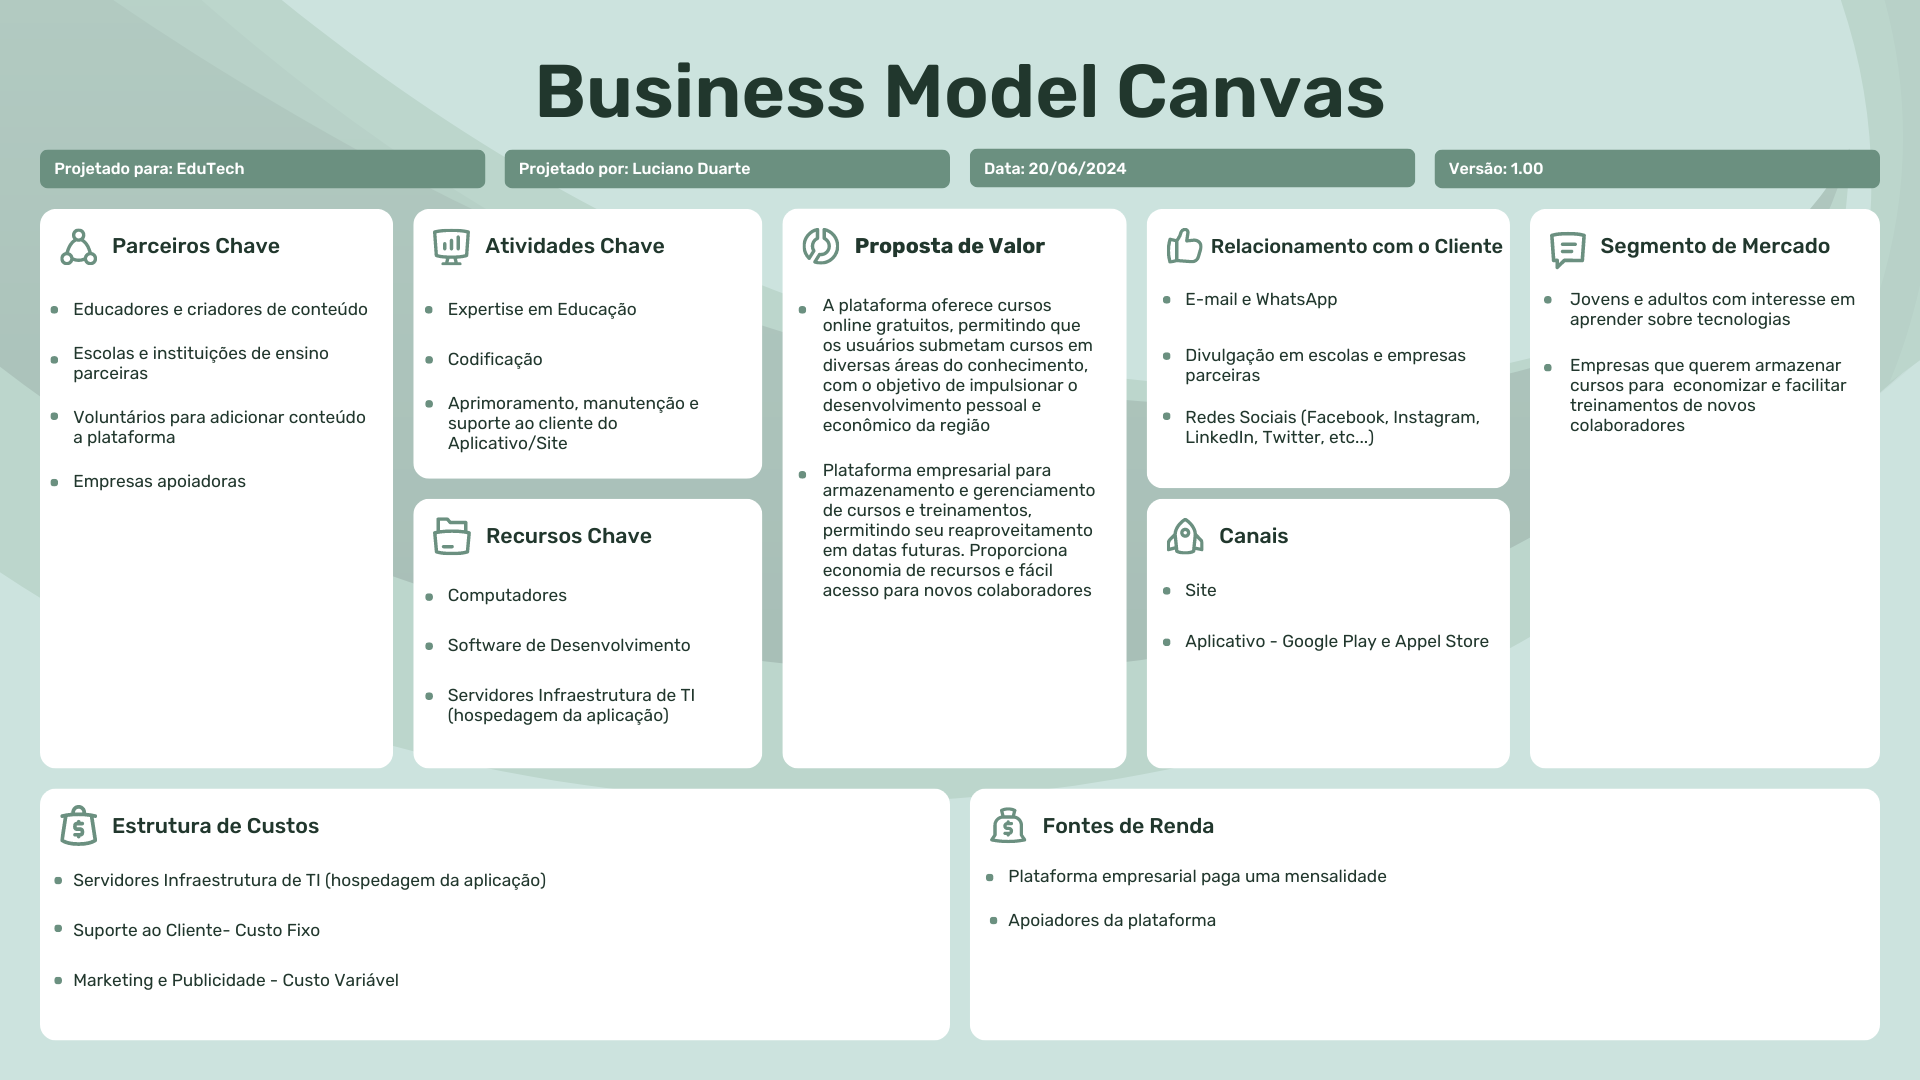 Business Model Canvas
Projetado para: EduTech
Projetado por: Luciano Duarte
Data: 20/06/2024
Versão: 1.00
Parceiros Chave
Educadores e criadores de conteúdo
Escolas e instituições de ensino
parceiras
Voluntários para adicionar conteúdo
a plataforma
Empresas apoiadoras
Atividades Chave
Expertise em Educação
Codificação
Aprimoramento, manutenção e
suporte ao cliente do
Aplicativo/Site
Recursos Chave
Computadores
Software de Desenvolvimento
Servidores Infraestrutura de TI
(hospedagem da aplicação)
Proposta de Valor
A plataforma oferece cursos
online gratuitos, permitindo que
os usuários submetam cursos em
diversas áreas do conhecimento,
com o objetivo de impulsionar o
desenvolvimento pessoal e
econômico da região
Plataforma empresarial para
armazenamento e gerenciamento
de cursos e treinamentos,
permitindo seu reaproveitamento
em datas futuras. Proporciona
economia de recursos e fácil
acesso para novos colaboradores
Relacionamento com o Cliente
E-mail e WhatsApp
Divulgação em escolas e empresas
parceiras
Redes Sociais (Facebook, Instagram,
LinkedIn, Twitter, etc...)
Canais
Site
Aplicativo - Google Play e Appel Store
Segmento de Mercado
Jovens e adultos com interesse em
aprender sobre tecnologias
Empresas que querem armazenar
cursos para  economizar e facilitar
treinamentos de novos
colaboradores
Estrutura de Custos
Servidores Infraestrutura de TI (hospedagem da aplicação)
Suporte ao Cliente- Custo Fixo
Marketing e Publicidade - Custo Variável
Fontes de Renda
Plataforma empresarial paga uma mensalidade
Apoiadores da plataforma